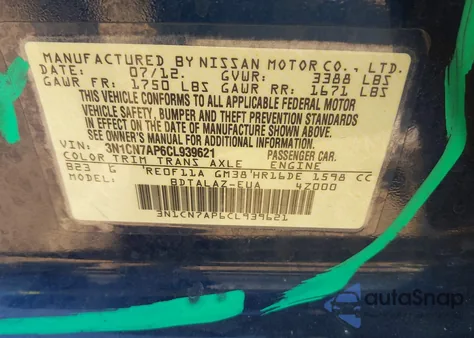 MANUFACTURED BY NISSAN MOTOR CO., LTD.
DATE: 07/12. GVWR: 3388 LBS
GAWR FR: 1750 LBS GAWR RR: 1671 LBS
THIS VEHICLE CONFORMS TO ALL APPLICABLE FEDERAL MOTOR
VEHICLE SAFETY, BUMPER AND THEFT PREVENTION STANDARDS
IN EFFECT ON THE DATE OF MANUFACTURE SHOWN ABOVE.
SEE OWNER'S MANUAL FOR ADDITIONAL INFORMATION.
VIN: 3N1CN7AP6CL939621 PASSENGER CAR.
COLOR TRIM TRANS AXLE ENGINE
B23 G RE0F11A GM38 HR16DE 1598 CC
MODEL: BDTALAZ-EUA 4Z000
3N1CN7AP6CL939621
autoSnap